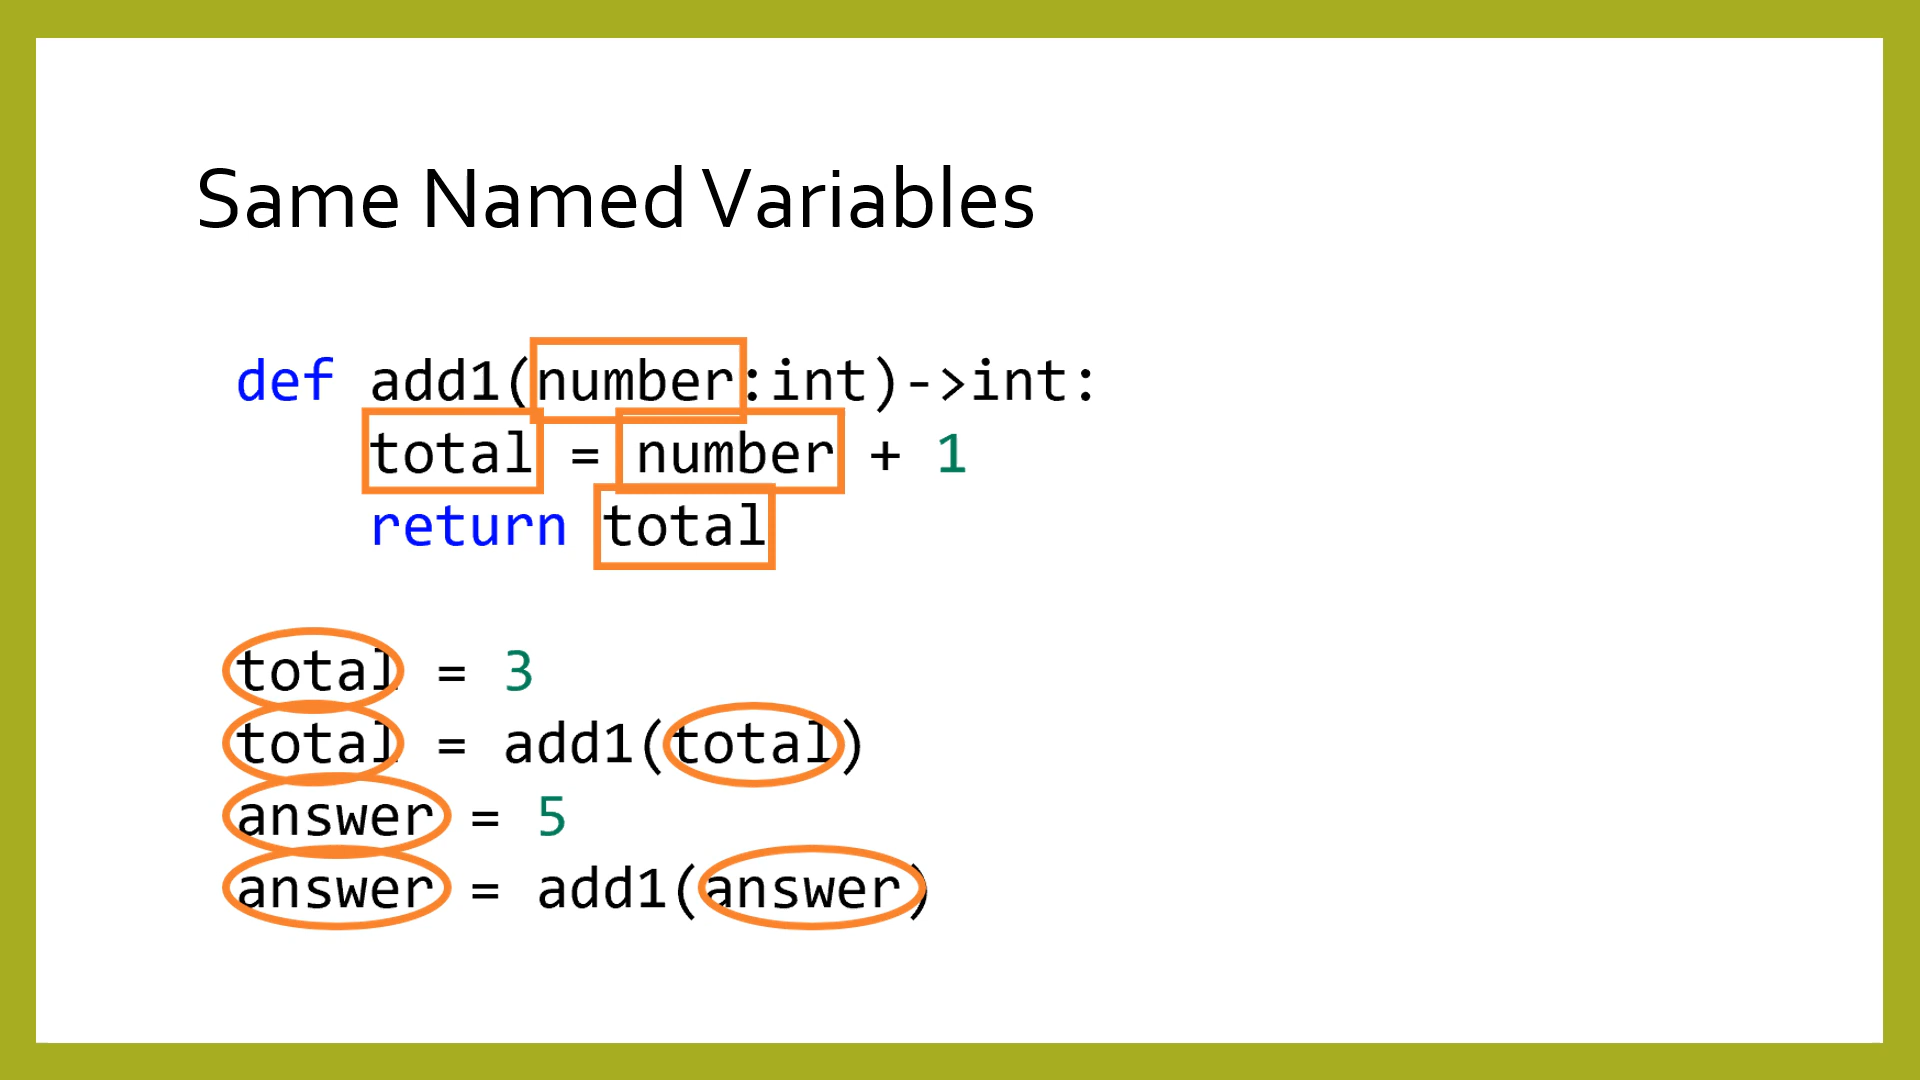 Same Named Variables
def add1(number:int)->int:
total = number + 1
return total
total = 3
total = add1(total)
answer = 5
answer = add1(answer)